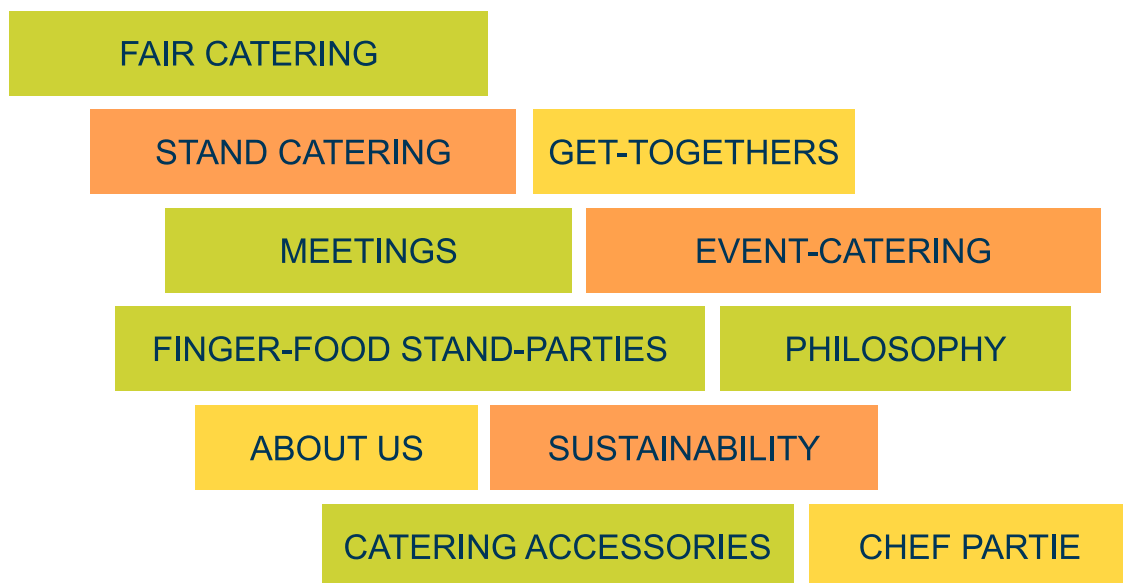 FAIR CATERING
STAND CATERING
GET-TOGETHERS
MEETINGS
EVENT-CATERING
FINGER-FOOD STAND-PARTIES
PHILOSOPHY
ABOUT US
SUSTAINABILITY
CATERING ACCESSORIES
CHEF PARTIE